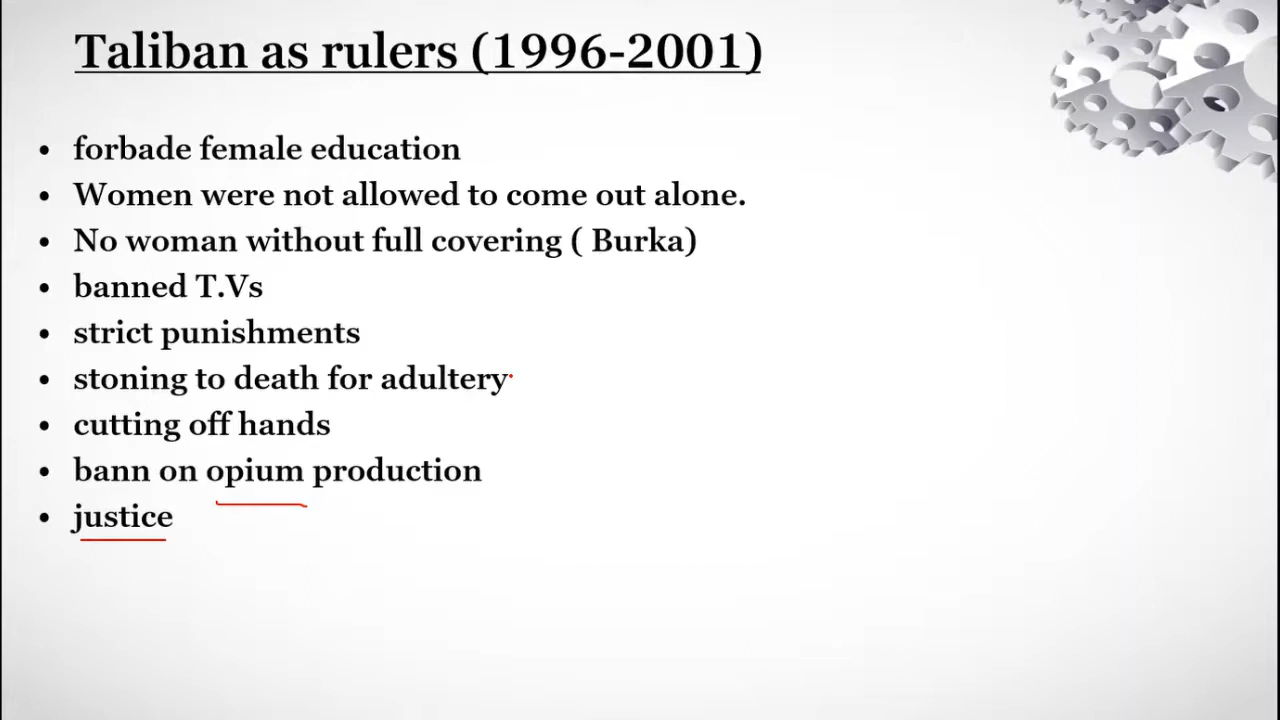 Taliban as rulers (1996-2001)
• forbade female education
• Women were not allowed to come out alone.
• No woman without full covering ( Burka)
• banned T.Vs
• strict punishments
• stoning to death for adultery
• cutting off hands
• bann on opium production
• justice